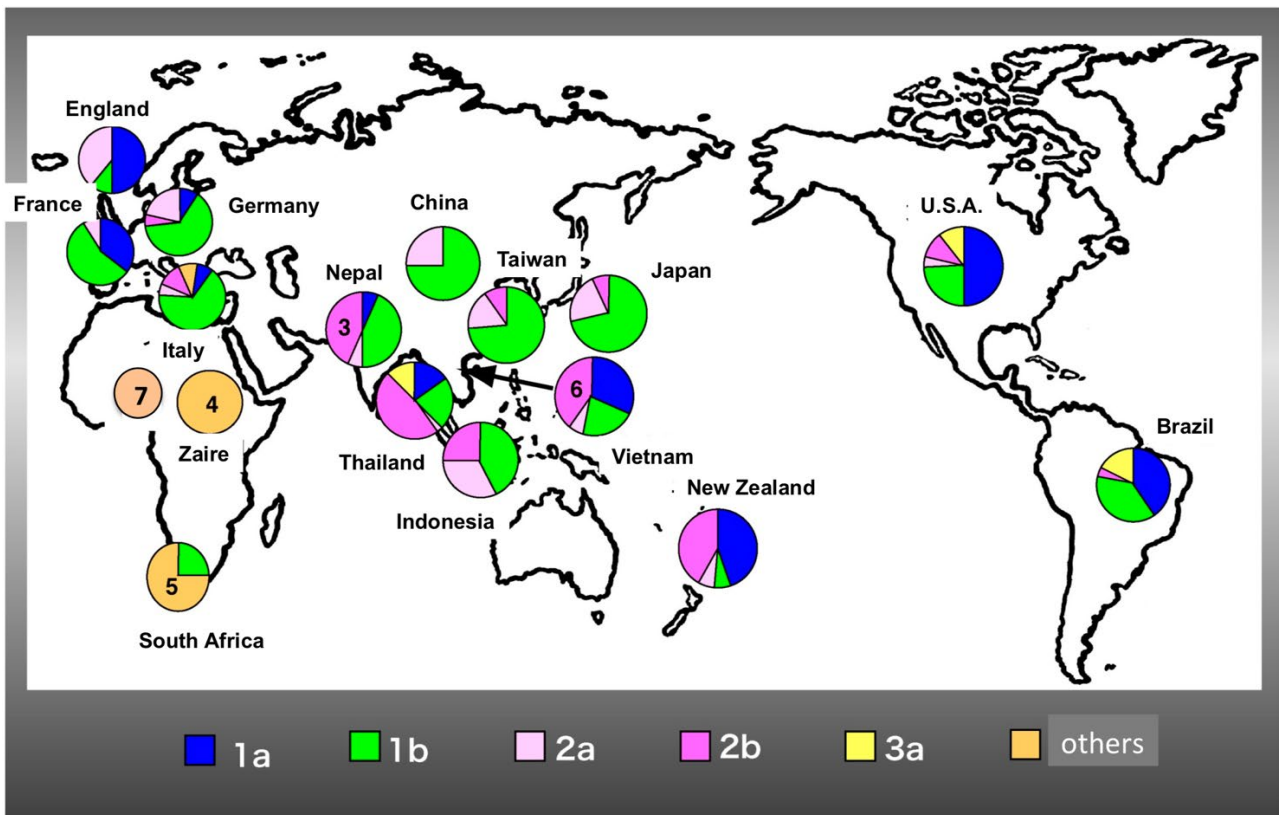 England
France
Germany
China
U.S.A.
Nepal
Taiwan
Japan
3
Italy
7
4
6
Zaire
Thailand
Vietnam
Brazil
Indonesia
New Zealand
5
South Africa
1a
1b
2a
2b
3a
others